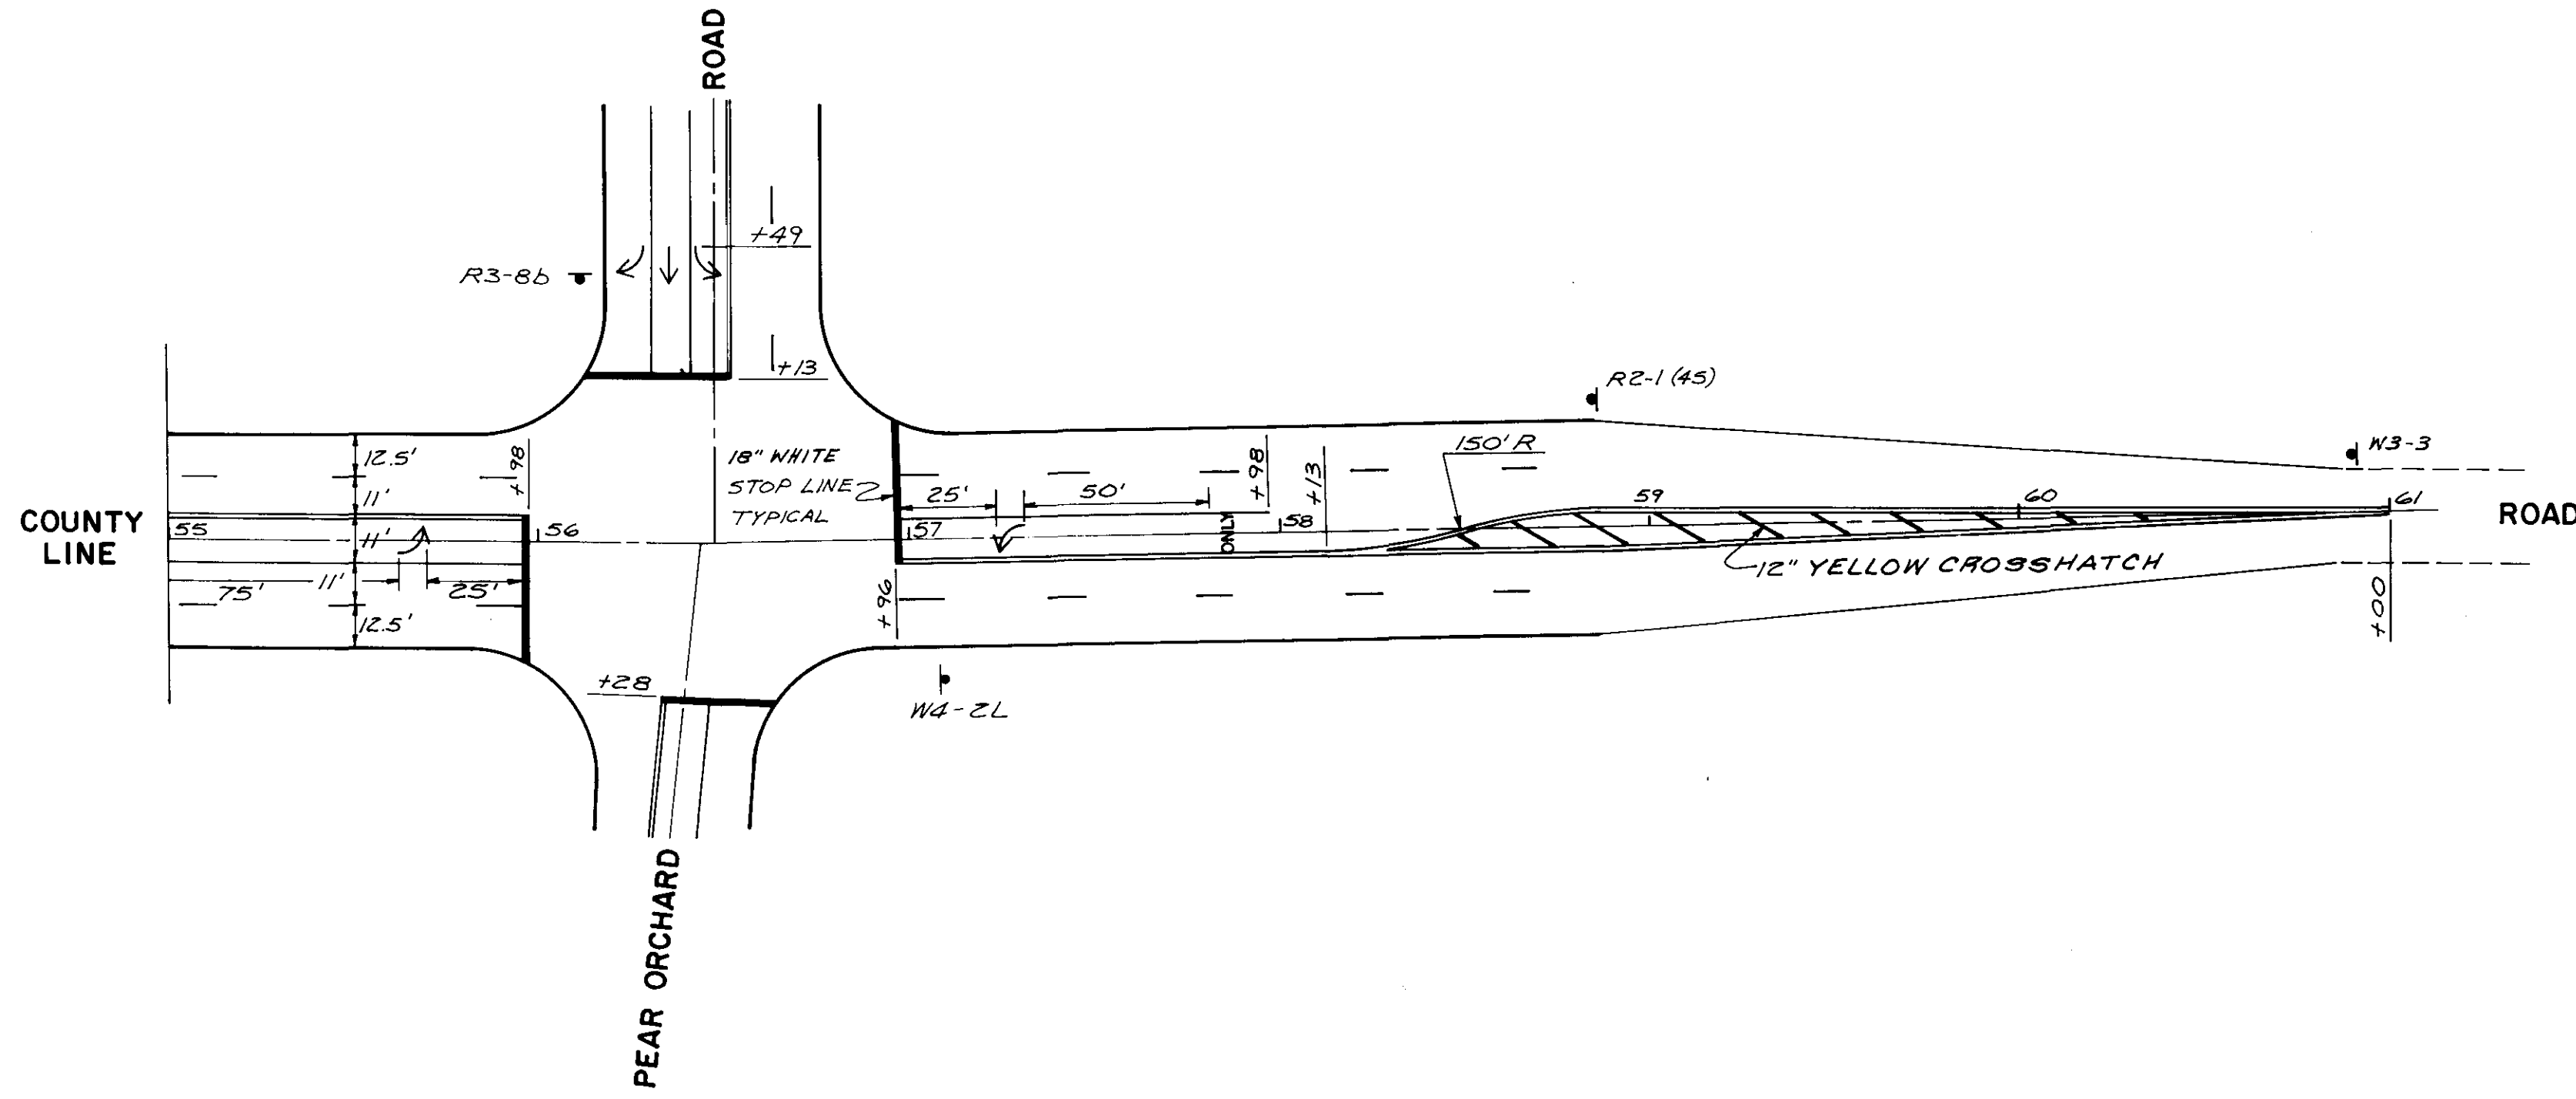 ROAD
+49
R3-8b
+13
R2-1 (45)
150' R
W3-3
12.5'
+98
18" WHITE
STOP LINE
TYPICAL
25'
50'
+98
+13
11'
COUNTY
LINE
55
11'
56
57
ONLY
58
59
60
61
ROAD
75'
11'
25'
12" YELLOW CROSSHATCH
12.5'
+96
+00
+28
W4-2L
PEAR ORCHARD